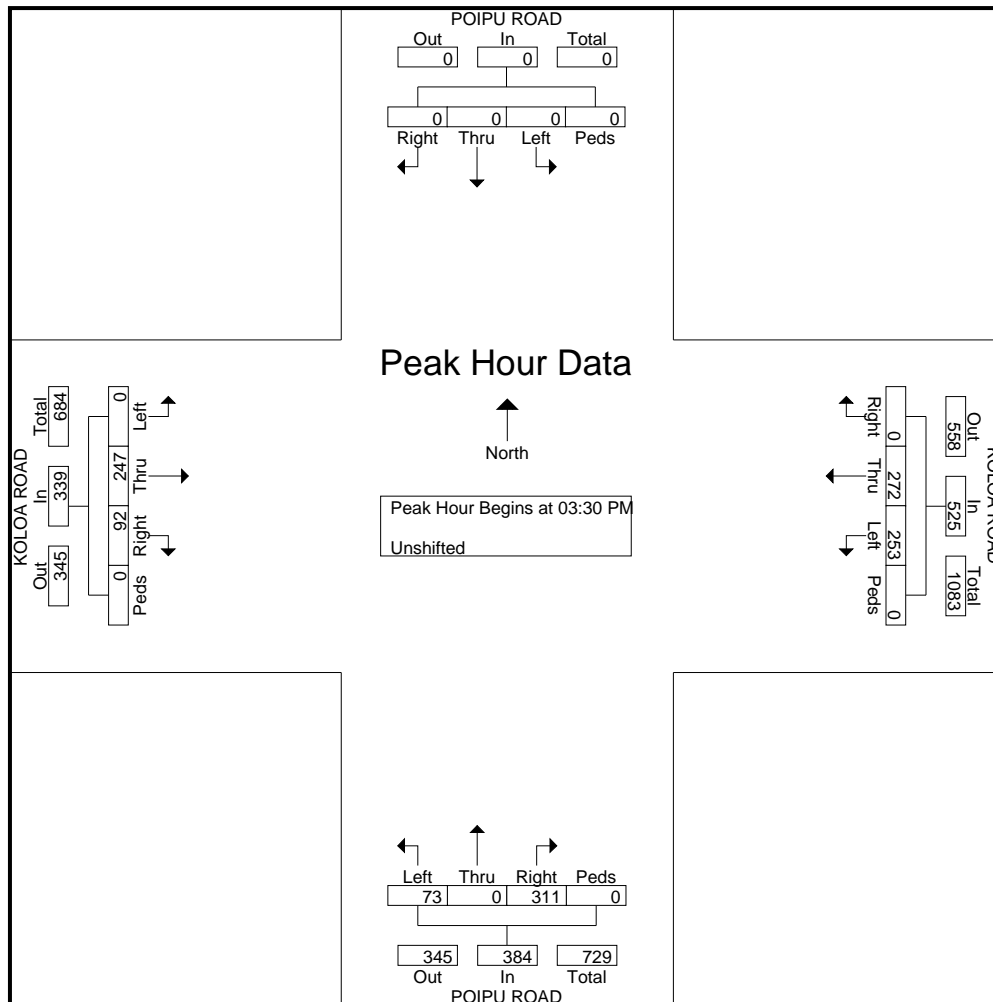 POIPU ROAD
Out In Total
0 0 0
0 0 0 0
Right Thru Left Peds
Peak Hour Data
North
Peak Hour Begins at 03:30 PM
Unshifted
KOLOA ROAD
Out In Total
345 339 684
92 247 0 0
Right Thru Left Peds
KOLOA ROAD
Out In Total
558 525 1083
0 272 253 0
Right Thru Left Peds
Left Thru Right Peds
73 0 311 0
345 384 729
Out In Total
POIPU ROAD